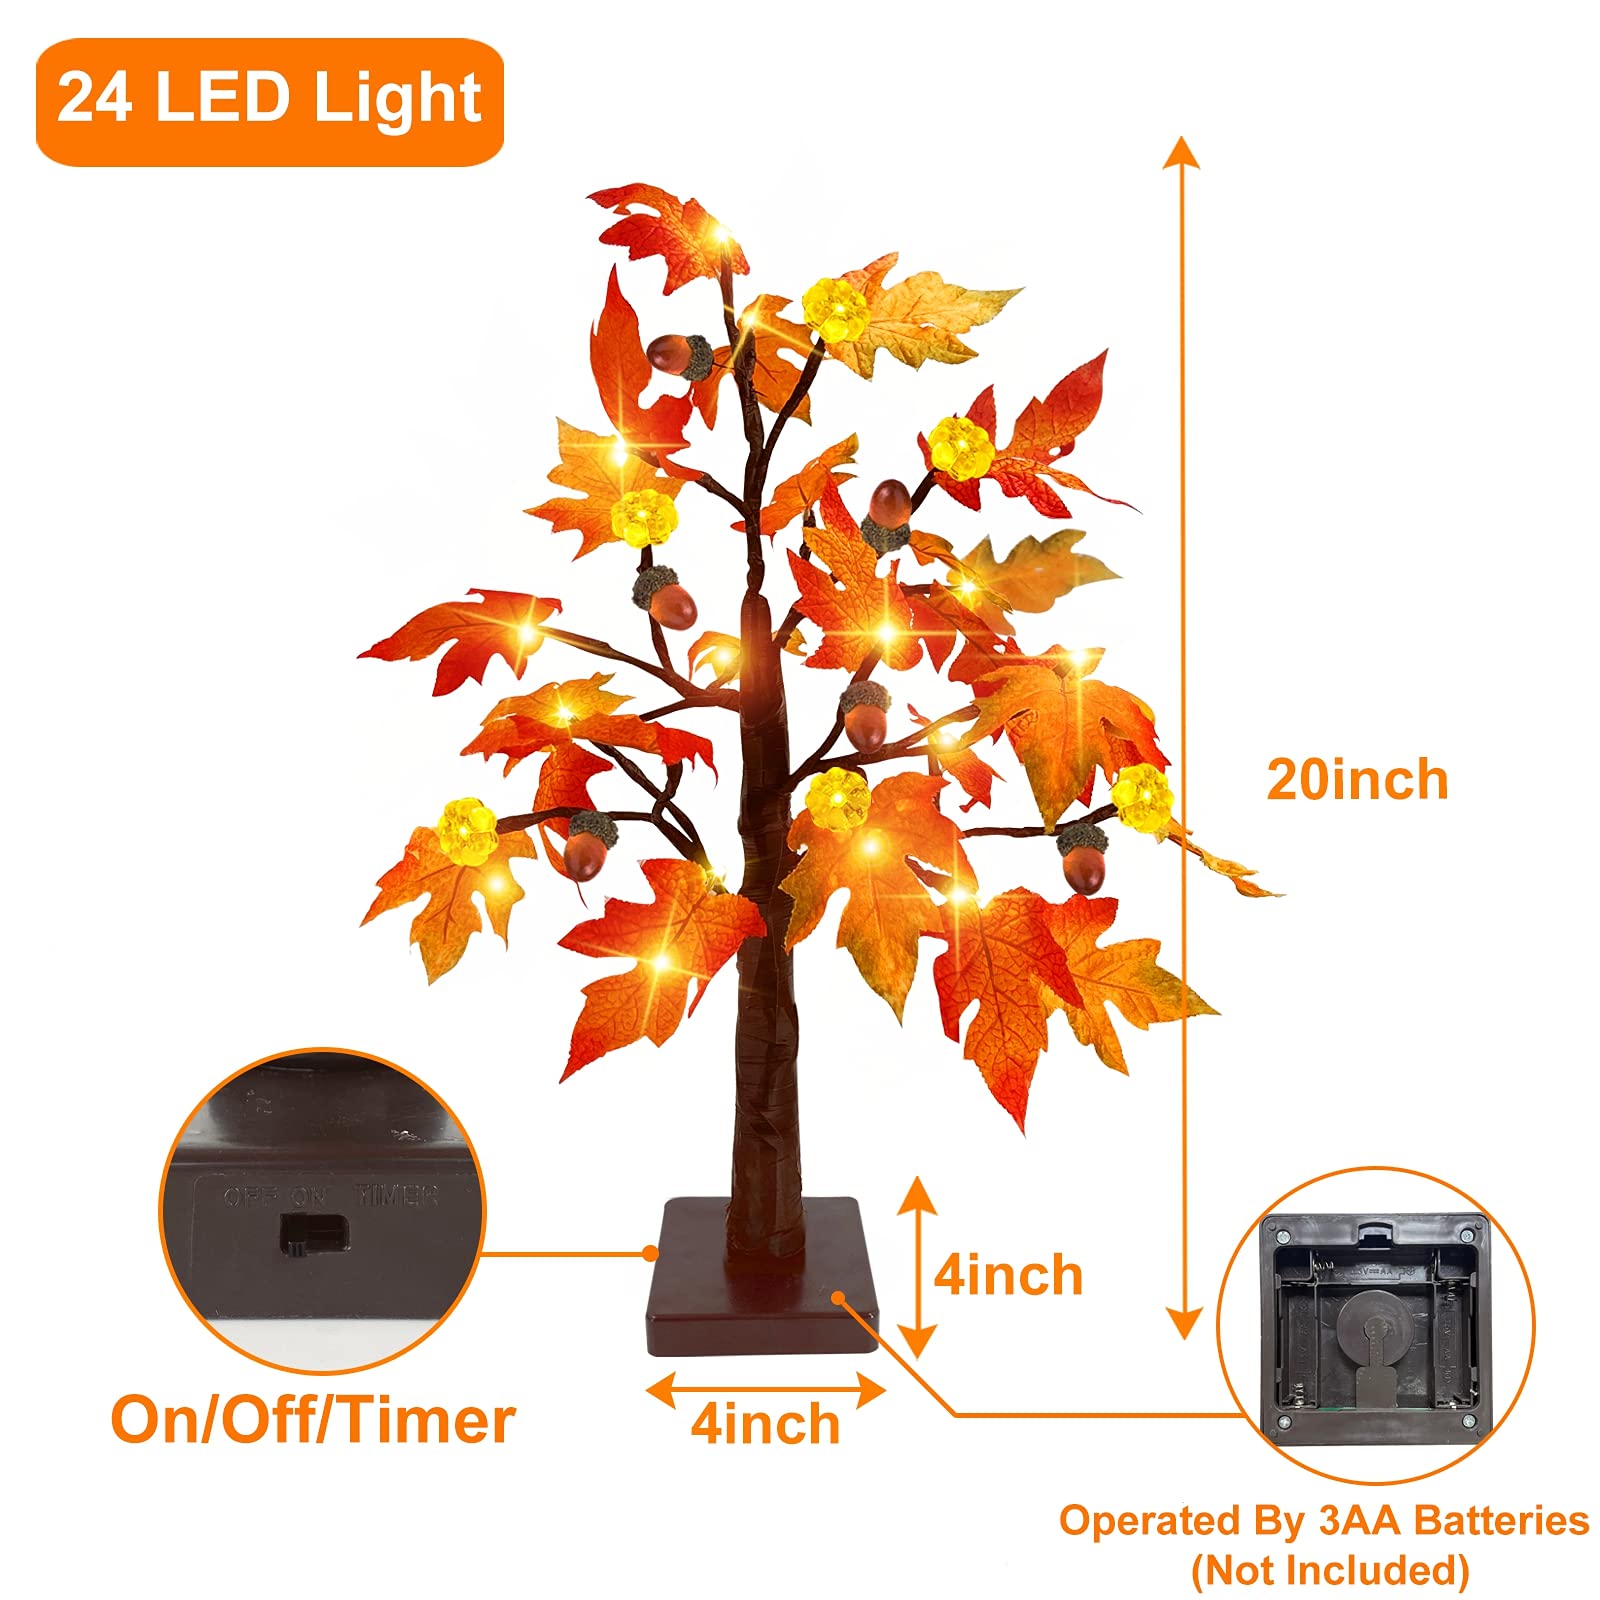 24 LED Light
20inch
OFF ON TIMER
4inch
4inch
On/Off/Timer
Operated By 3AA Batteries
(Not Included)